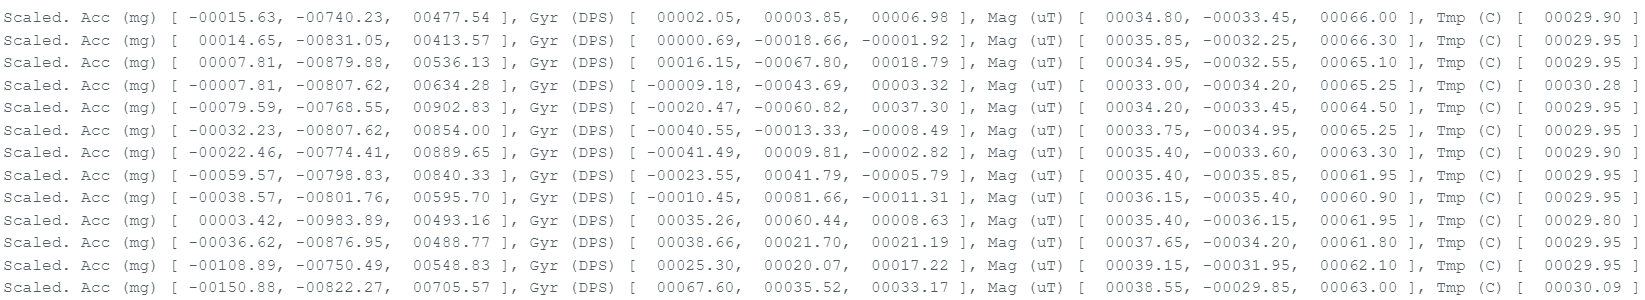 Scaled. Acc (mg) [ -00015.63, -00740.23,  00477.54 ], Gyr (DPS) [  00002.05,  00003.85,  00006.98 ], Mag (uT) [  00034.80, -00033.45,  00066.00 ], Tmp (C) [  00029.90 ]
Scaled. Acc (mg) [  00014.65, -00831.05,  00413.57 ], Gyr (DPS) [  00000.69, -00018.66, -00001.92 ], Mag (uT) [  00035.85, -00032.25,  00066.30 ], Tmp (C) [  00029.95 ]
Scaled. Acc (mg) [  00007.81, -00879.88,  00536.13 ], Gyr (DPS) [  00016.15, -00067.80,  00018.79 ], Mag (uT) [  00034.95, -00032.55,  00065.10 ], Tmp (C) [  00029.95 ]
Scaled. Acc (mg) [ -00007.81, -00807.62,  00634.28 ], Gyr (DPS) [ -00009.18, -00043.69,  00003.32 ], Mag (uT) [  00033.00, -00034.20,  00065.25 ], Tmp (C) [  00030.28 ]
Scaled. Acc (mg) [ -00079.59, -00768.55,  00902.83 ], Gyr (DPS) [ -00020.47, -00060.82,  00037.30 ], Mag (uT) [  00034.20, -00033.45,  00064.50 ], Tmp (C) [  00029.95 ]
Scaled. Acc (mg) [ -00032.23, -00807.62,  00854.00 ], Gyr (DPS) [ -00040.55, -00013.33, -00008.49 ], Mag (uT) [  00033.75, -00034.95,  00065.25 ], Tmp (C) [  00029.95 ]
Scaled. Acc (mg) [ -00022.46, -00774.41,  00889.65 ], Gyr (DPS) [ -00041.49,  00009.81, -00002.82 ], Mag (uT) [  00035.40, -00033.60,  00063.30 ], Tmp (C) [  00029.90 ]
Scaled. Acc (mg) [ -00059.57, -00798.83,  00840.33 ], Gyr (DPS) [ -00023.55,  00041.79, -00005.79 ], Mag (uT) [  00035.40, -00035.85,  00061.95 ], Tmp (C) [  00029.95 ]
Scaled. Acc (mg) [ -00038.57, -00801.76,  00595.70 ], Gyr (DPS) [ -00010.45,  00081.66, -00011.31 ], Mag (uT) [  00036.15, -00035.40,  00060.90 ], Tmp (C) [  00029.95 ]
Scaled. Acc (mg) [  00003.42, -00983.89,  00493.16 ], Gyr (DPS) [  00035.26,  00060.44,  00008.63 ], Mag (uT) [  00035.40, -00036.15,  00061.95 ], Tmp (C) [  00029.80 ]
Scaled. Acc (mg) [ -00036.62, -00876.95,  00488.77 ], Gyr (DPS) [  00038.66,  00021.70,  00021.19 ], Mag (uT) [  00037.65, -00034.20,  00061.80 ], Tmp (C) [  00029.95 ]
Scaled. Acc (mg) [ -00108.89, -00750.49,  00548.83 ], Gyr (DPS) [  00025.30,  00020.07,  00017.22 ], Mag (uT) [  00039.15, -00031.95,  00062.10 ], Tmp (C) [  00029.95 ]
Scaled. Acc (mg) [ -00150.88, -00822.27,  00705.57 ], Gyr (DPS) [  00067.60,  00035.52,  00033.17 ], Mag (uT) [  00038.55, -00029.85,  00063.00 ], Tmp (C) [  00030.09 ]